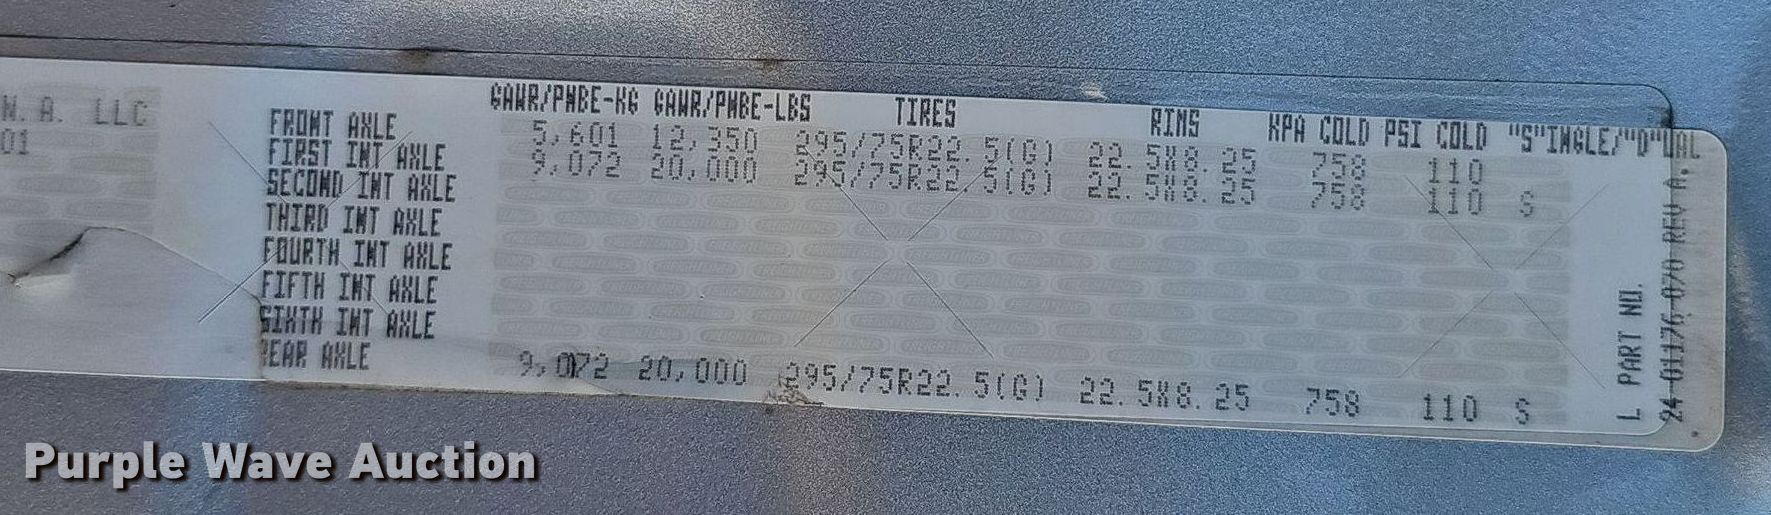 GAWR/PNBE-KG GAWR/PNBE-LBS TIRES RIMS KPA COLD PSI COLD "S"INGLE/"D"UAL
N.A. LLC
01
FRONT AXLE 5,601 12,350 295/75R22.5(G) 22.5X8.25 758 110
FIRST INT AXLE 9,072 20,000 295/75R22.5(G) 22.5X8.25 758 110 S
SECOND INT AXLE
THIRD INT AXLE
FOURTH INT AXLE
FIFTH INT AXLE
SIXTH INT AXLE
REAR AXLE 9,072 20,000 295/75R22.5(G) 22.5X8.25 758 110 S
L PART NO.
24-01176-070 REV A.
Purple Wave Auction